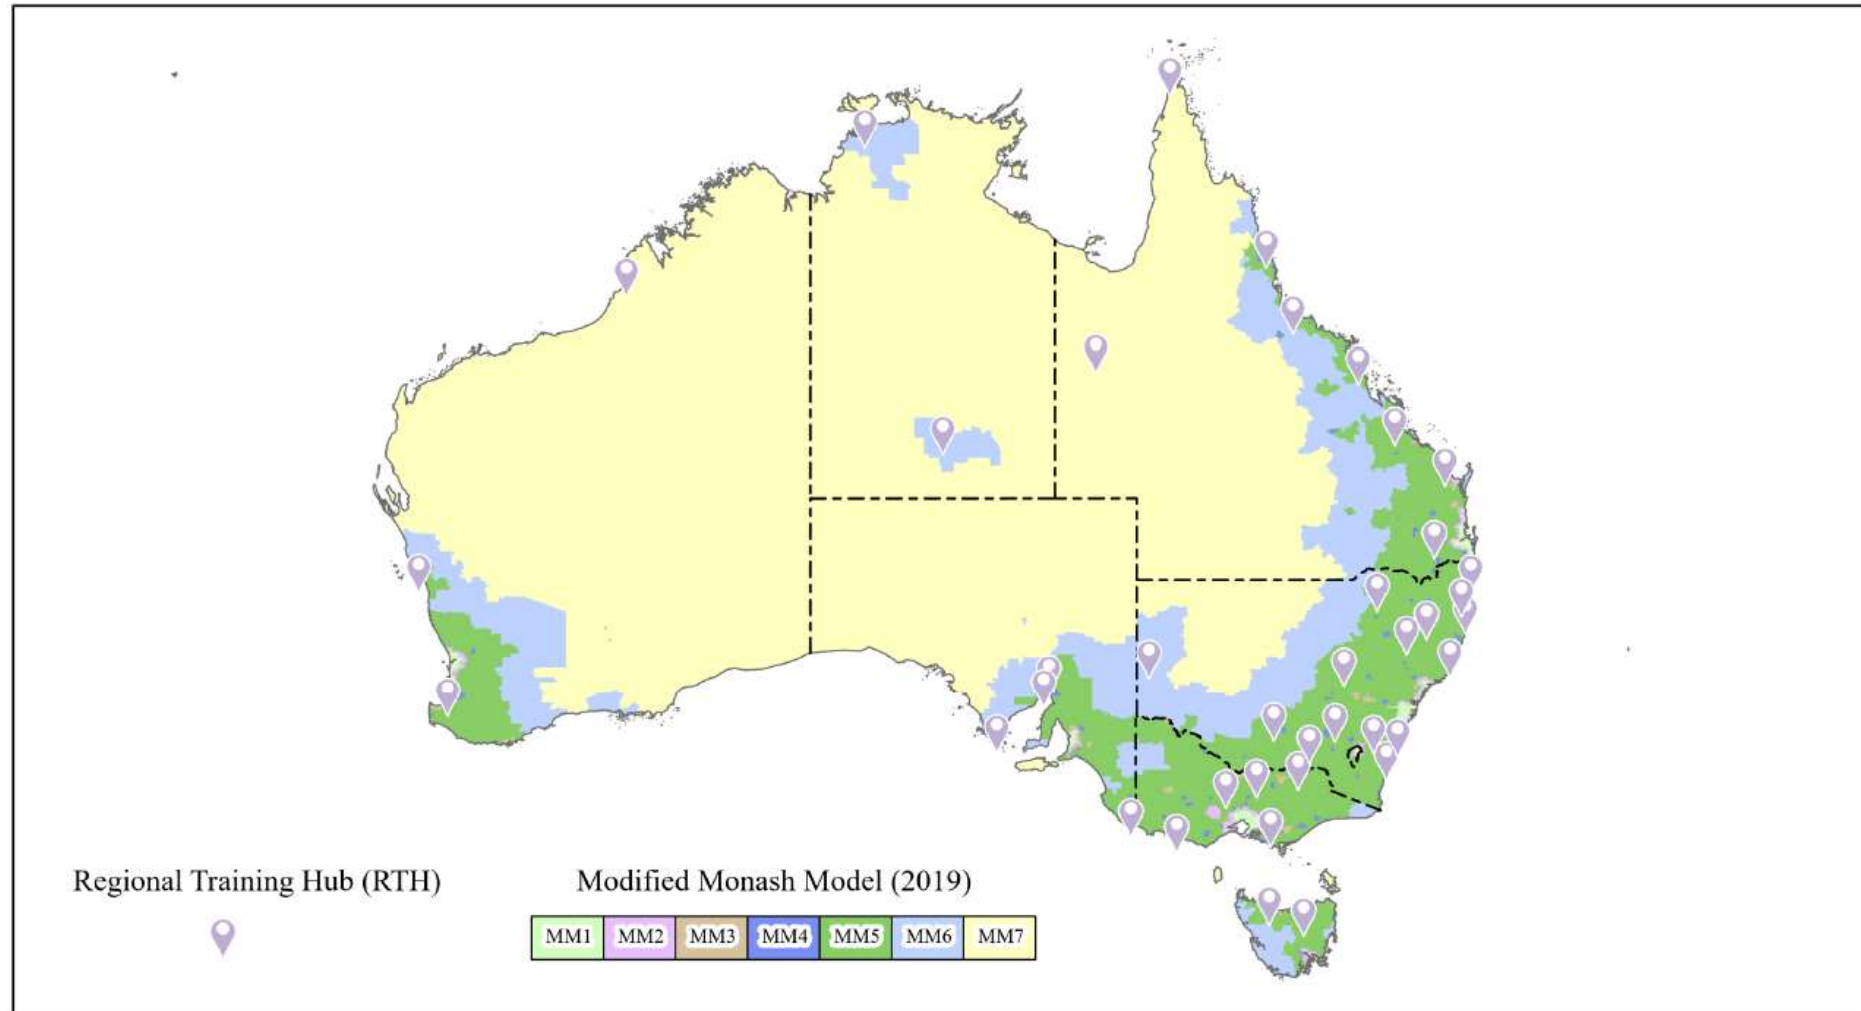 Regional Training Hub (RTH)
Modified Monash Model (2019)
MM1 MM2 MM3 MM4 MM5 MM6 MM7